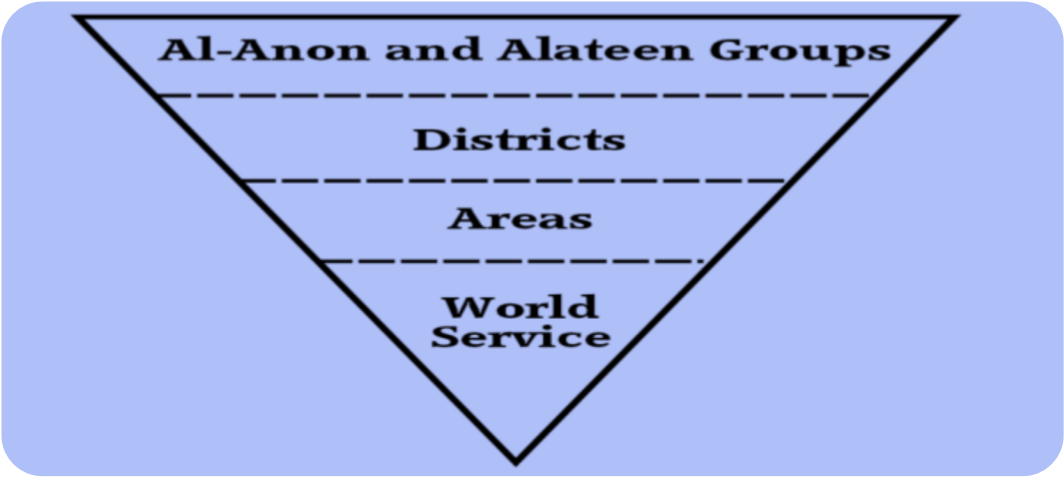 Al-Anon and Alateen Groups
Districts
Areas
World
Service